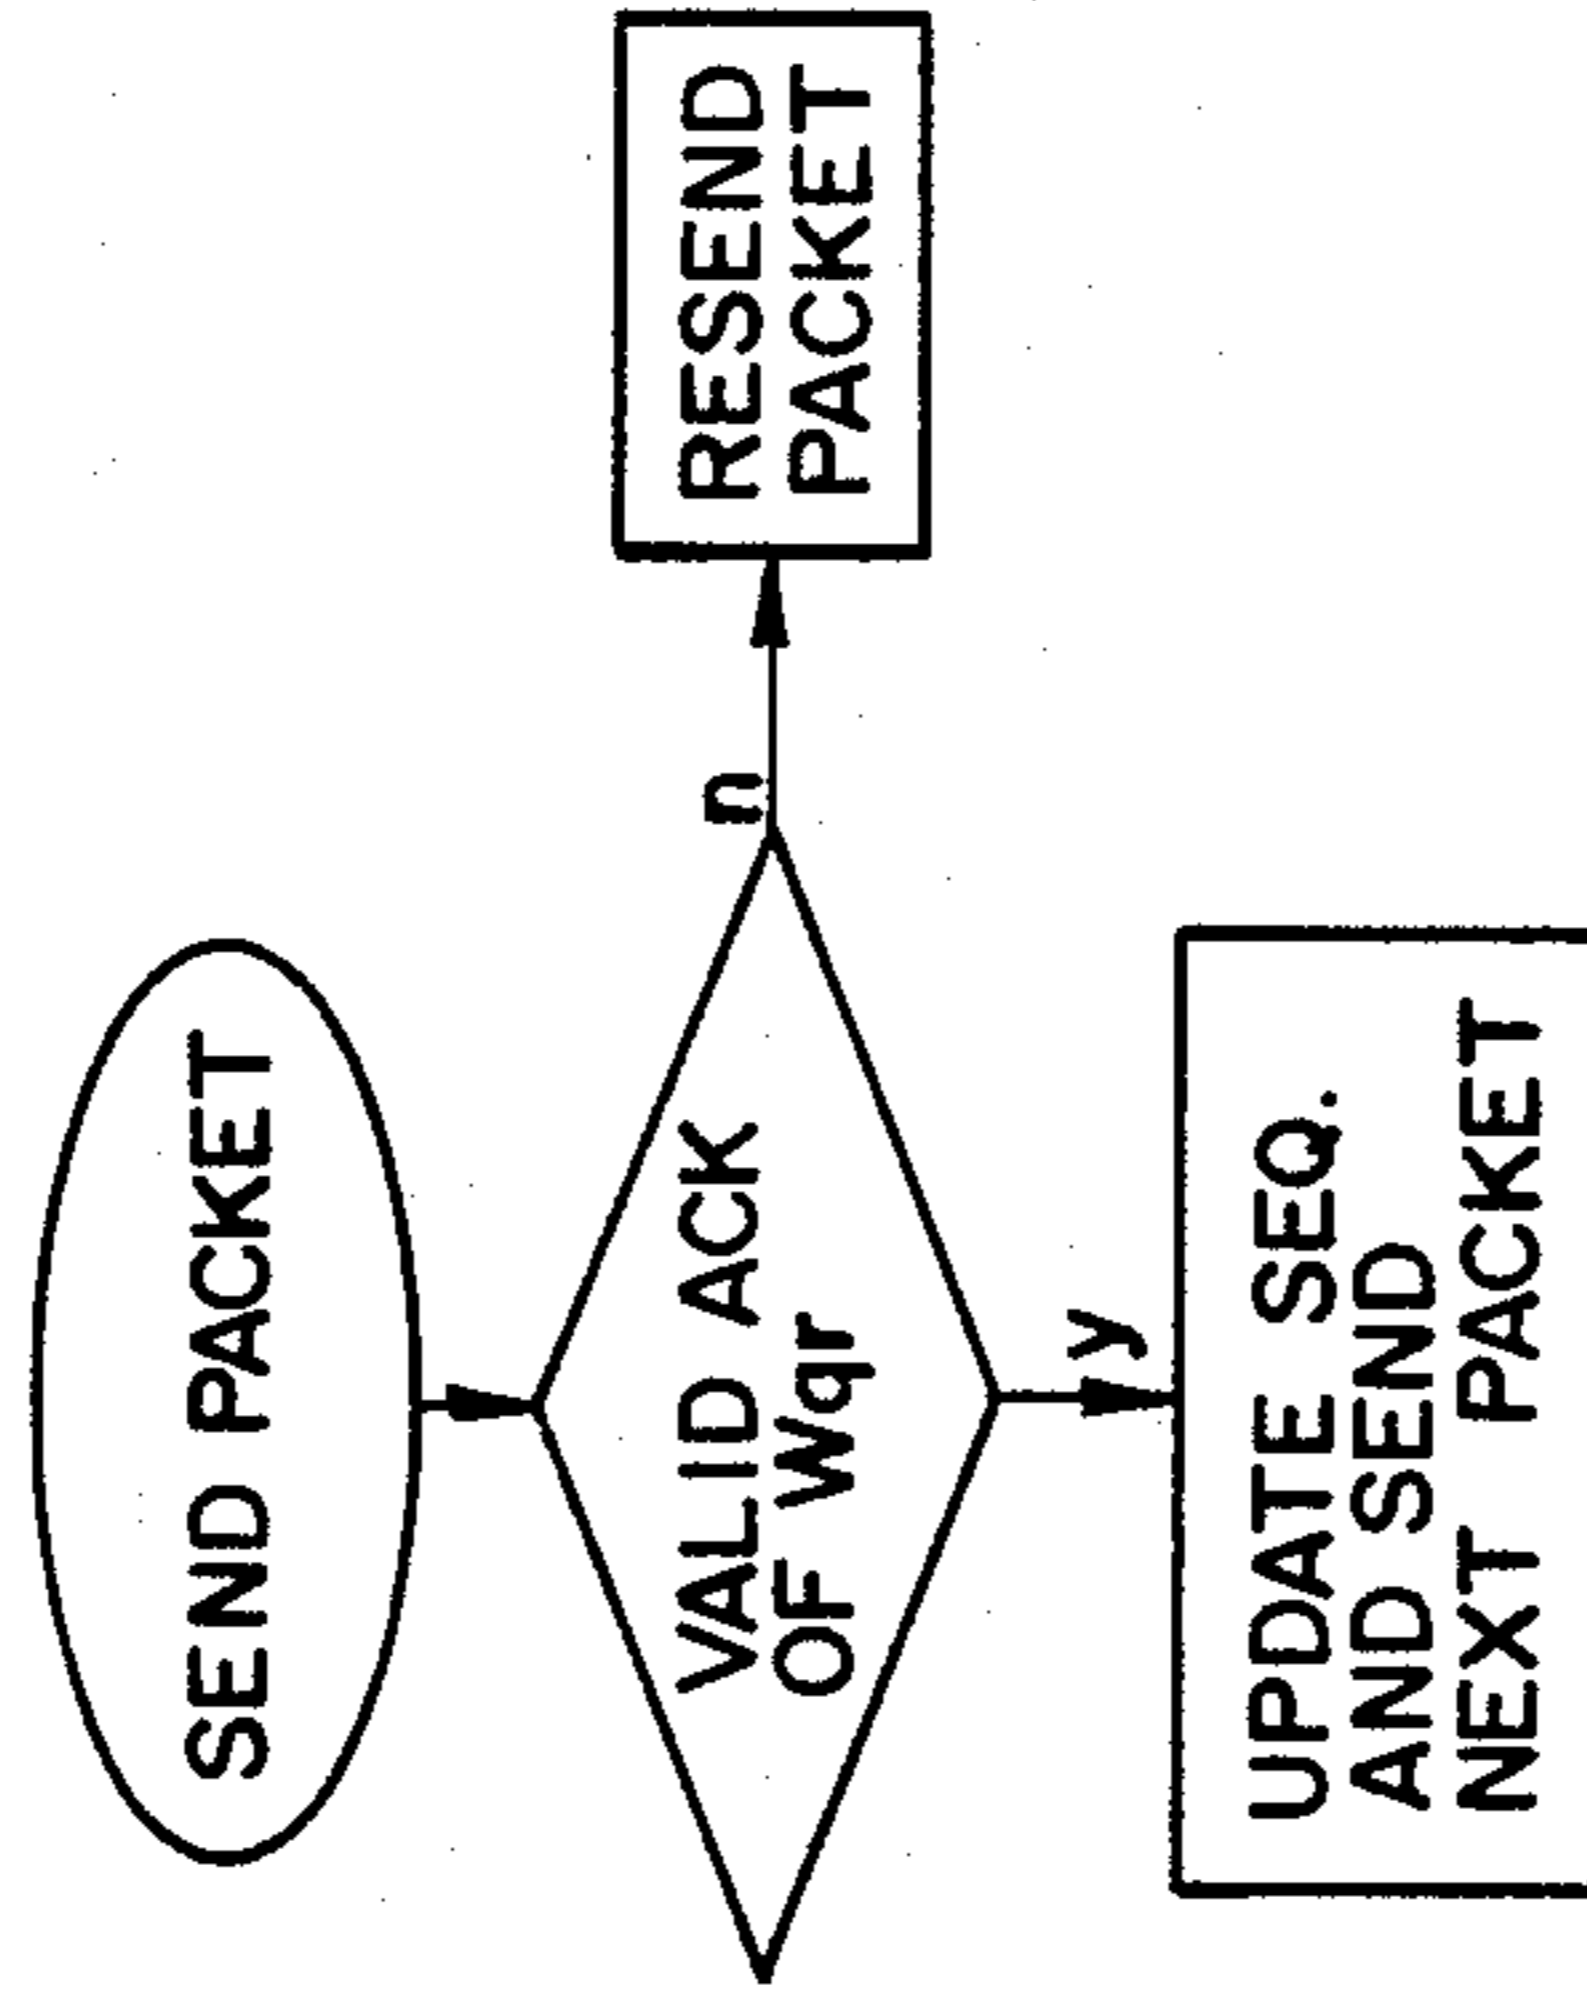 SEND PACKET
VALID ACK
OF Wqr
n
RESEND
PACKET
y
UPDATE SEQ.
AND SEND
NEXT PACKET